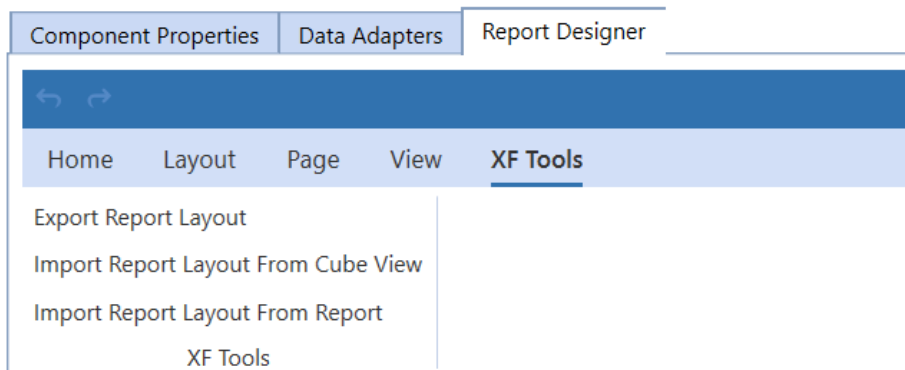 Component Properties Data Adapters Report Designer
Home Layout Page View XF Tools
Export Report Layout
Import Report Layout From Cube View
Import Report Layout From Report
XF Tools